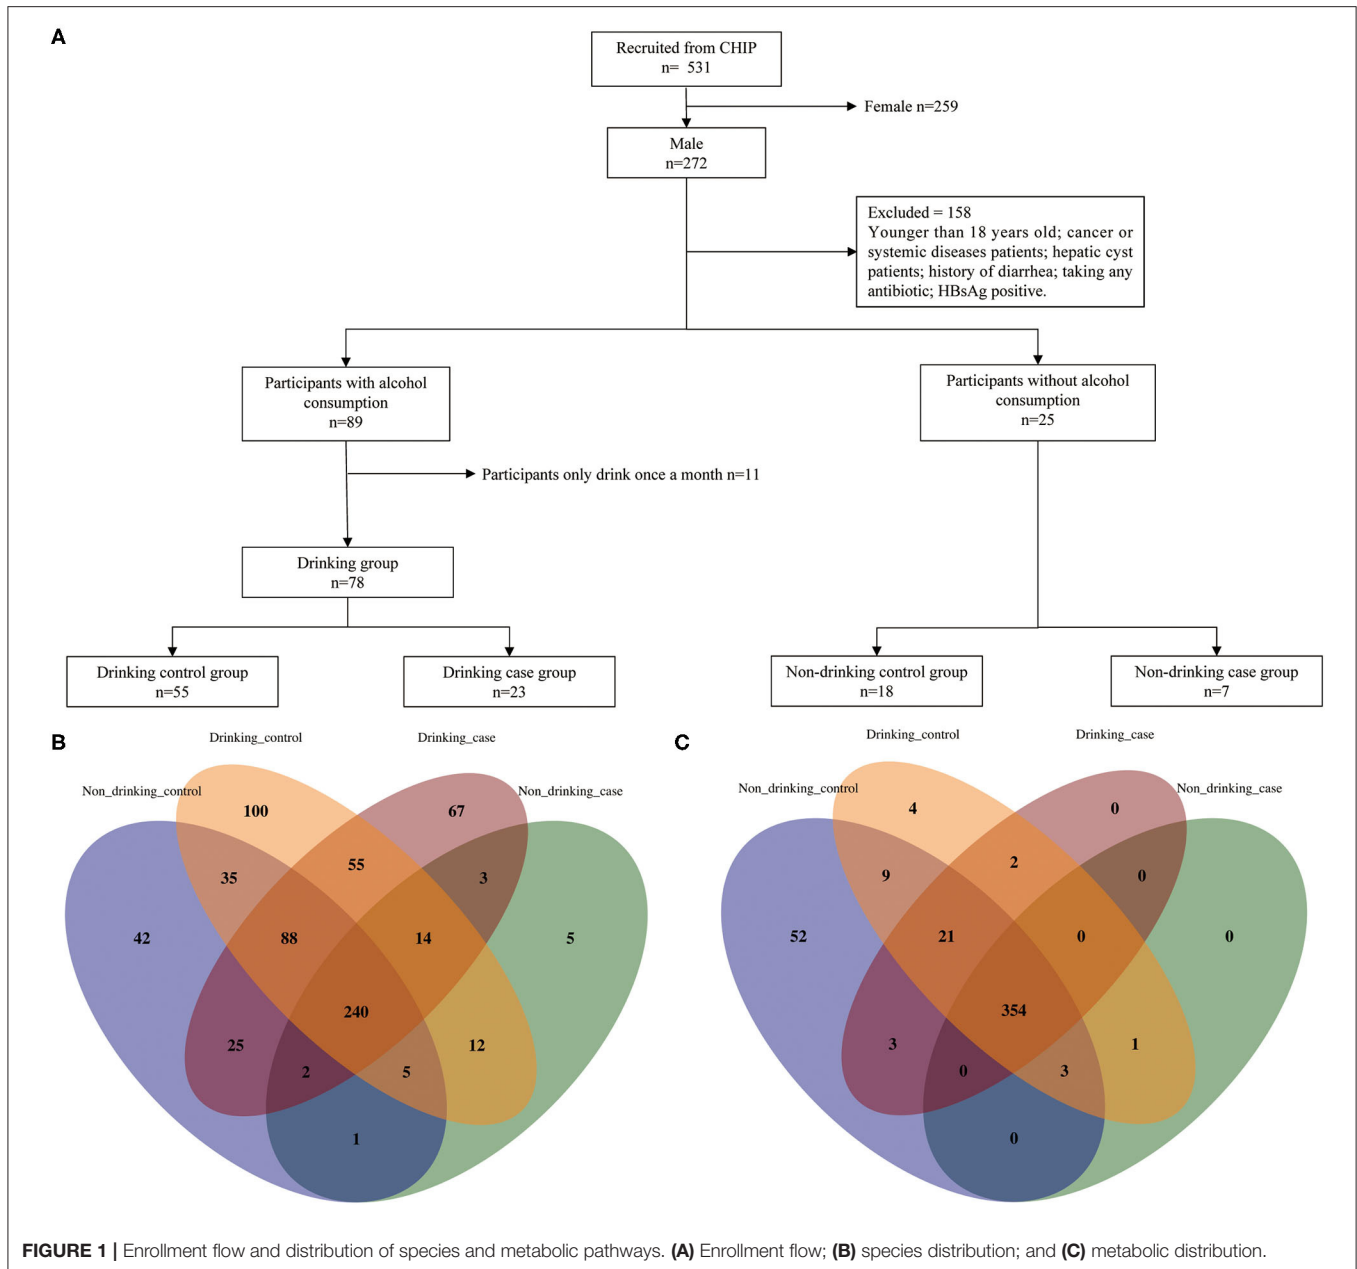 A
Recruited from CHIP
n= 531
Female n=259
Male
n=272
Excluded = 158
Younger than 18 years old; cancer or
systemic diseases patients; hepatic cyst
patients; history of diarrhea; taking any
antibiotic; HBsAg positive.
Participants with alcohol
consumption
n=89
Participants without alcohol
consumption
n=25
Participants only drink once a month n=11
Drinking group
n=78
Drinking control group
n=55
Drinking case group
n=23
Non-drinking control group
n=18
Non-drinking case group
n=7
B
Drinking_control
Drinking_case
Non_drinking_control
Non_drinking_case
100
67
35
55
3
42
88
14
5
240
25
12
2
5
1
C
Drinking_control
Drinking_case
Non_drinking_control
Non_drinking_case
4
0
9
2
0
52
21
0
0
354
3
1
0
3
0
FIGURE 1 | Enrollment flow and distribution of species and metabolic pathways. (A) Enrollment flow; (B) species distribution; and (C) metabolic distribution.